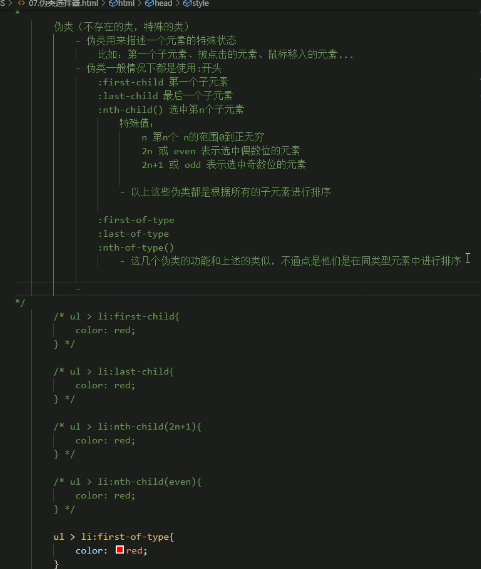 S > 07.伪类选择器.html > html > head > style
*
伪类（不存在的类，特殊的类）
- 伪类用来描述一个元素的特殊状态
比如：第一个子元素、被点击的元素、鼠标移入的元素...
- 伪类一般情况下都是使用:开头
:first-child 第一个子元素
:last-child 最后一个子元素
:nth-child() 选中第n个子元素
特殊值：
n 第n个 n的范围0到正无穷
2n 或 even 表示选中偶数位的元素
2n+1 或 odd 表示选中奇数位的元素
- 以上这些伪类都是根据所有的子元素进行排序
:first-of-type
:last-of-type
:nth-of-type()
- 这几个伪类的功能和上述的类似，不通点是他们是在同类型元素中进行排序
-
*/
/* ul > li:first-child{
color: red;
} */
/* ul > li:last-child{
color: red;
} */
/* ul > li:nth-child(2n+1){
color: red;
} */
/* ul > li:nth-child(even){
color: red;
} */
ul > li:first-of-type{
color: red;
}